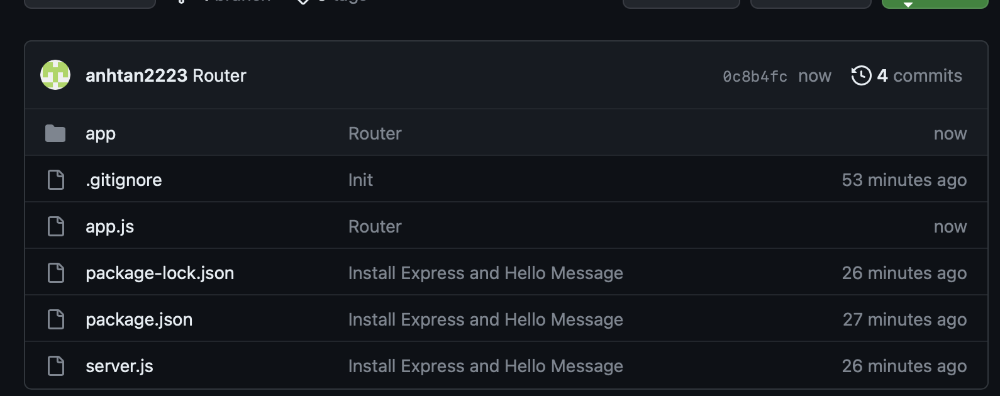 anhtan2223 Router 0c8b4fc now 4 commits
app Router now
.gitignore Init 53 minutes ago
app.js Router now
package-lock.json Install Express and Hello Message 26 minutes ago
package.json Install Express and Hello Message 27 minutes ago
server.js Install Express and Hello Message 26 minutes ago